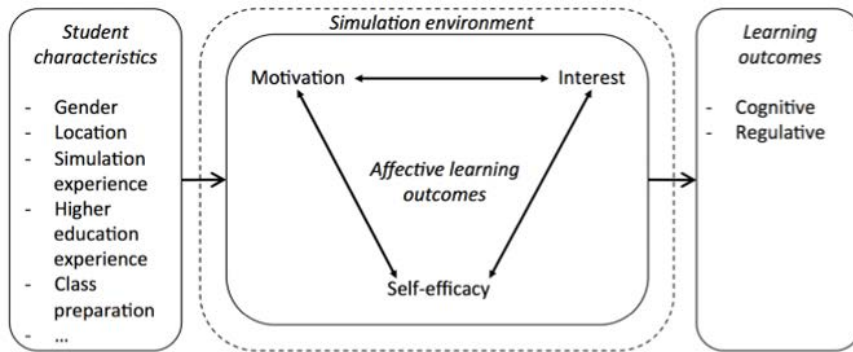 Student
characteristics
- Gender
- Location
- Simulation
experience
- Higher
education
experience
- Class
preparation
- ...
Simulation environment
Motivation
Interest
Affective learning
outcomes
Self-efficacy
Learning
outcomes
- Cognitive
- Regulative